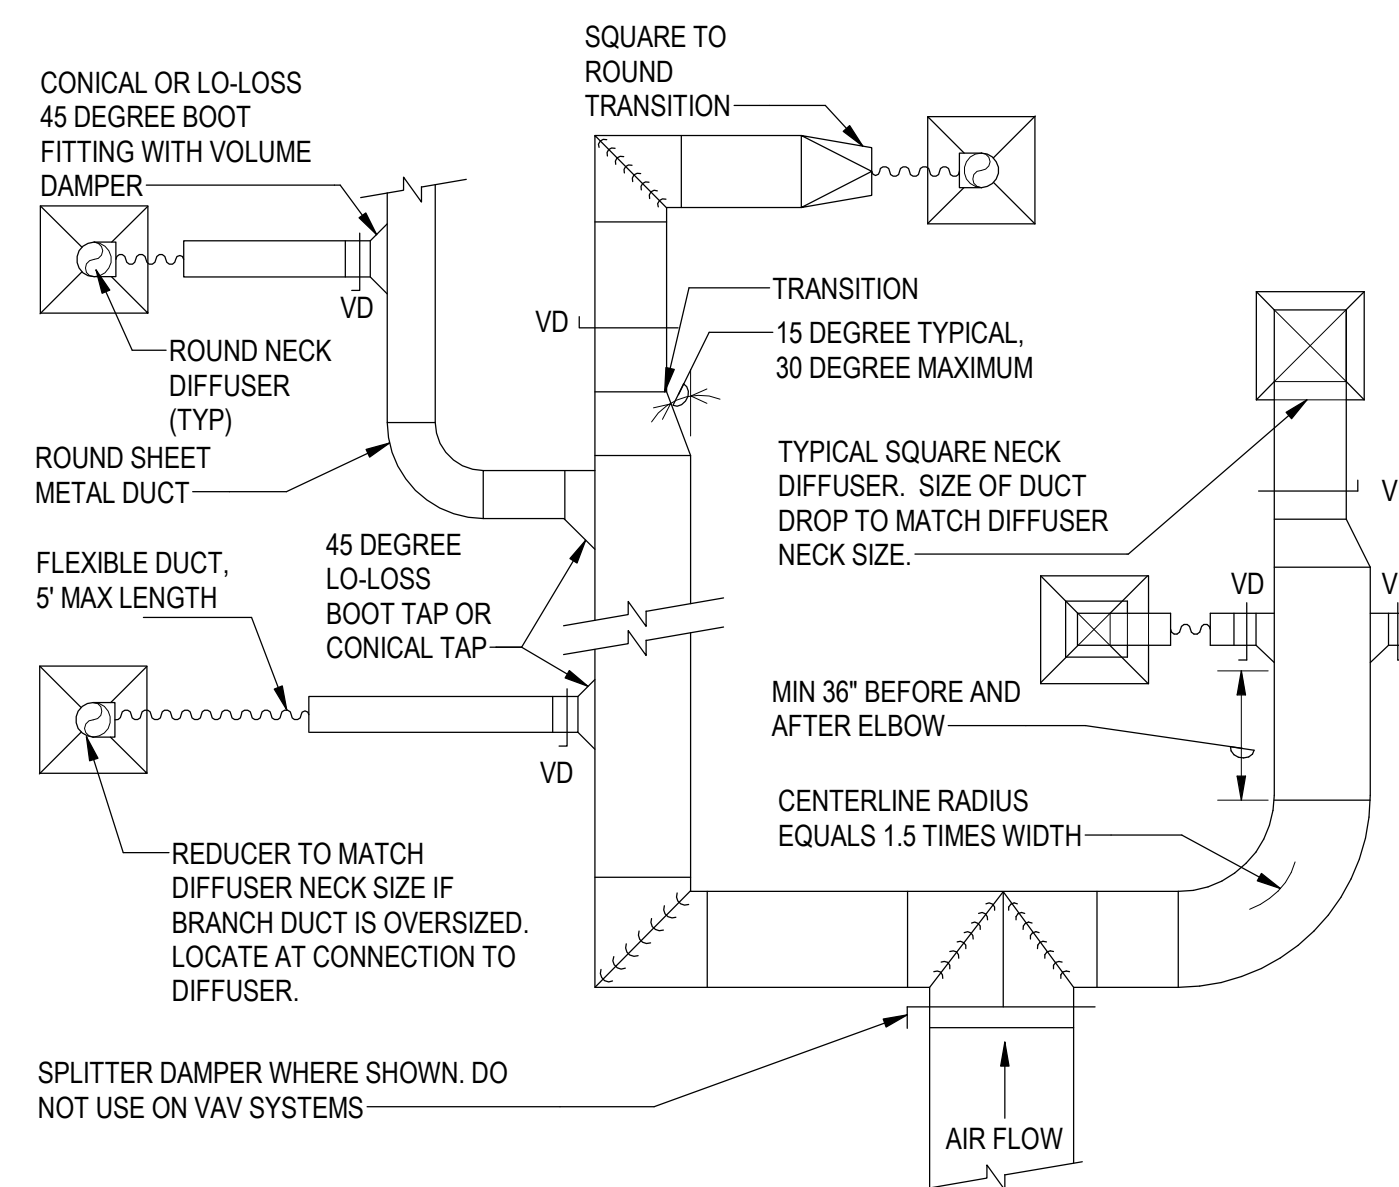 SQUARE TO
ROUND
TRANSITION
CONICAL OR LO-LOSS
45 DEGREE BOOT
FITTING WITH VOLUME
DAMPER
VD
ROUND NECK
DIFFUSER
(TYP)
TRANSITION
VD
15 DEGREE TYPICAL,
30 DEGREE MAXIMUM
ROUND SHEET
METAL DUCT
TYPICAL SQUARE NECK
DIFFUSER. SIZE OF DUCT
DROP TO MATCH DIFFUSER
NECK SIZE.
V
FLEXIBLE DUCT,
5' MAX LENGTH
45 DEGREE
LO-LOSS
BOOT TAP OR
CONICAL TAP
VD
V
MIN 36" BEFORE AND
AFTER ELBOW
VD
CENTERLINE RADIUS
EQUALS 1.5 TIMES WIDTH
REDUCER TO MATCH
DIFFUSER NECK SIZE IF
BRANCH DUCT IS OVERSIZED.
LOCATE AT CONNECTION TO
DIFFUSER.
SPLITTER DAMPER WHERE SHOWN. DO
NOT USE ON VAV SYSTEMS
AIR FLOW